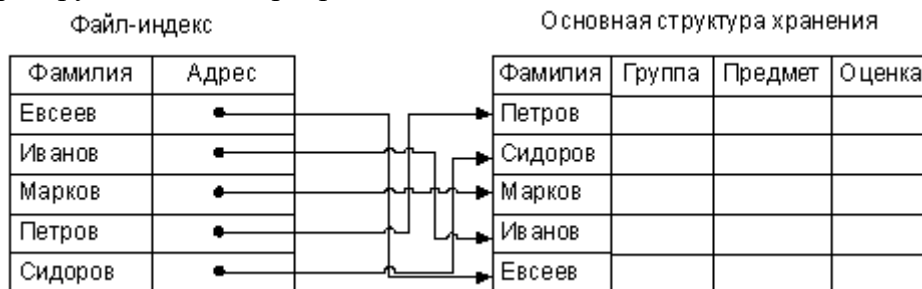 Файл-индекс
Основная структура хранения
Фамилия Адрес
Фамилия Группа Предмет Оценка
Евсеев
Петров
Иванов
Сидоров
Марков
Марков
Петров
Иванов
Сидоров
Евсеев